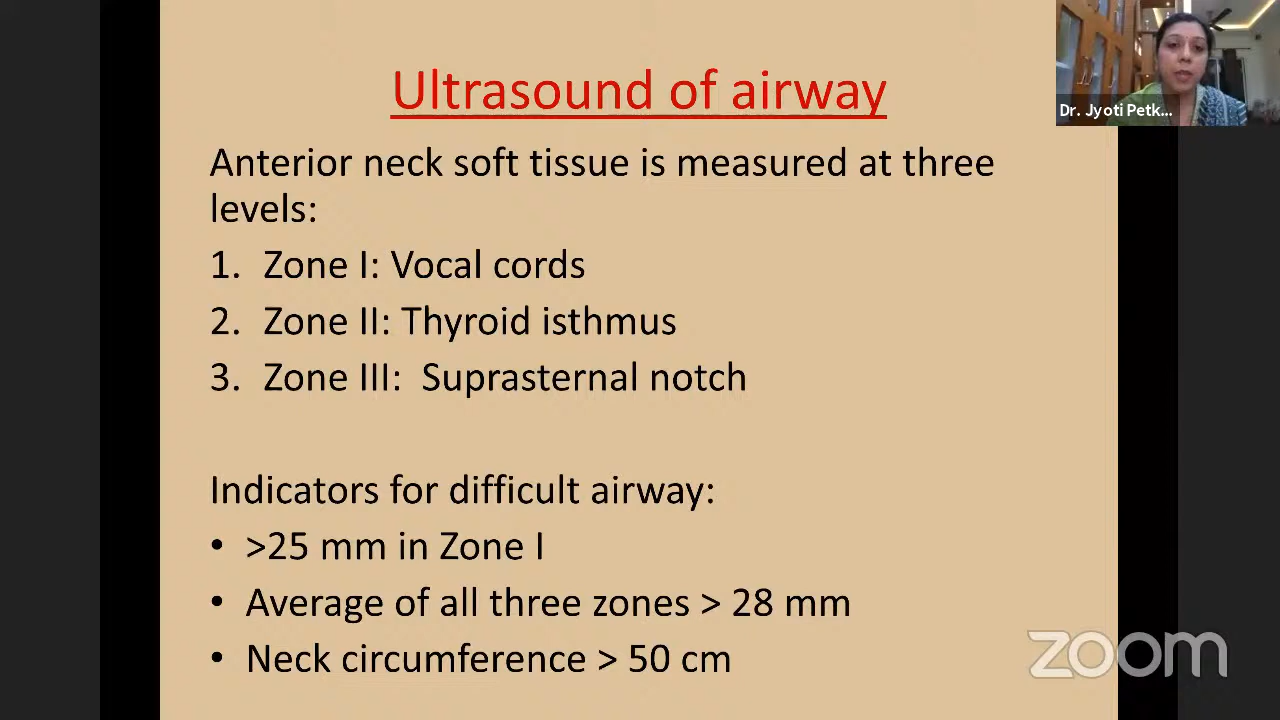 Ultrasound of airway
Dr. Jyoti Petk...
Anterior neck soft tissue is measured at three
levels:
1. Zone I: Vocal cords
2. Zone II: Thyroid isthmus
3. Zone III: Suprasternal notch
Indicators for difficult airway:
• >25 mm in Zone I
• Average of all three zones > 28 mm
• Neck circumference > 50 cm
zoom